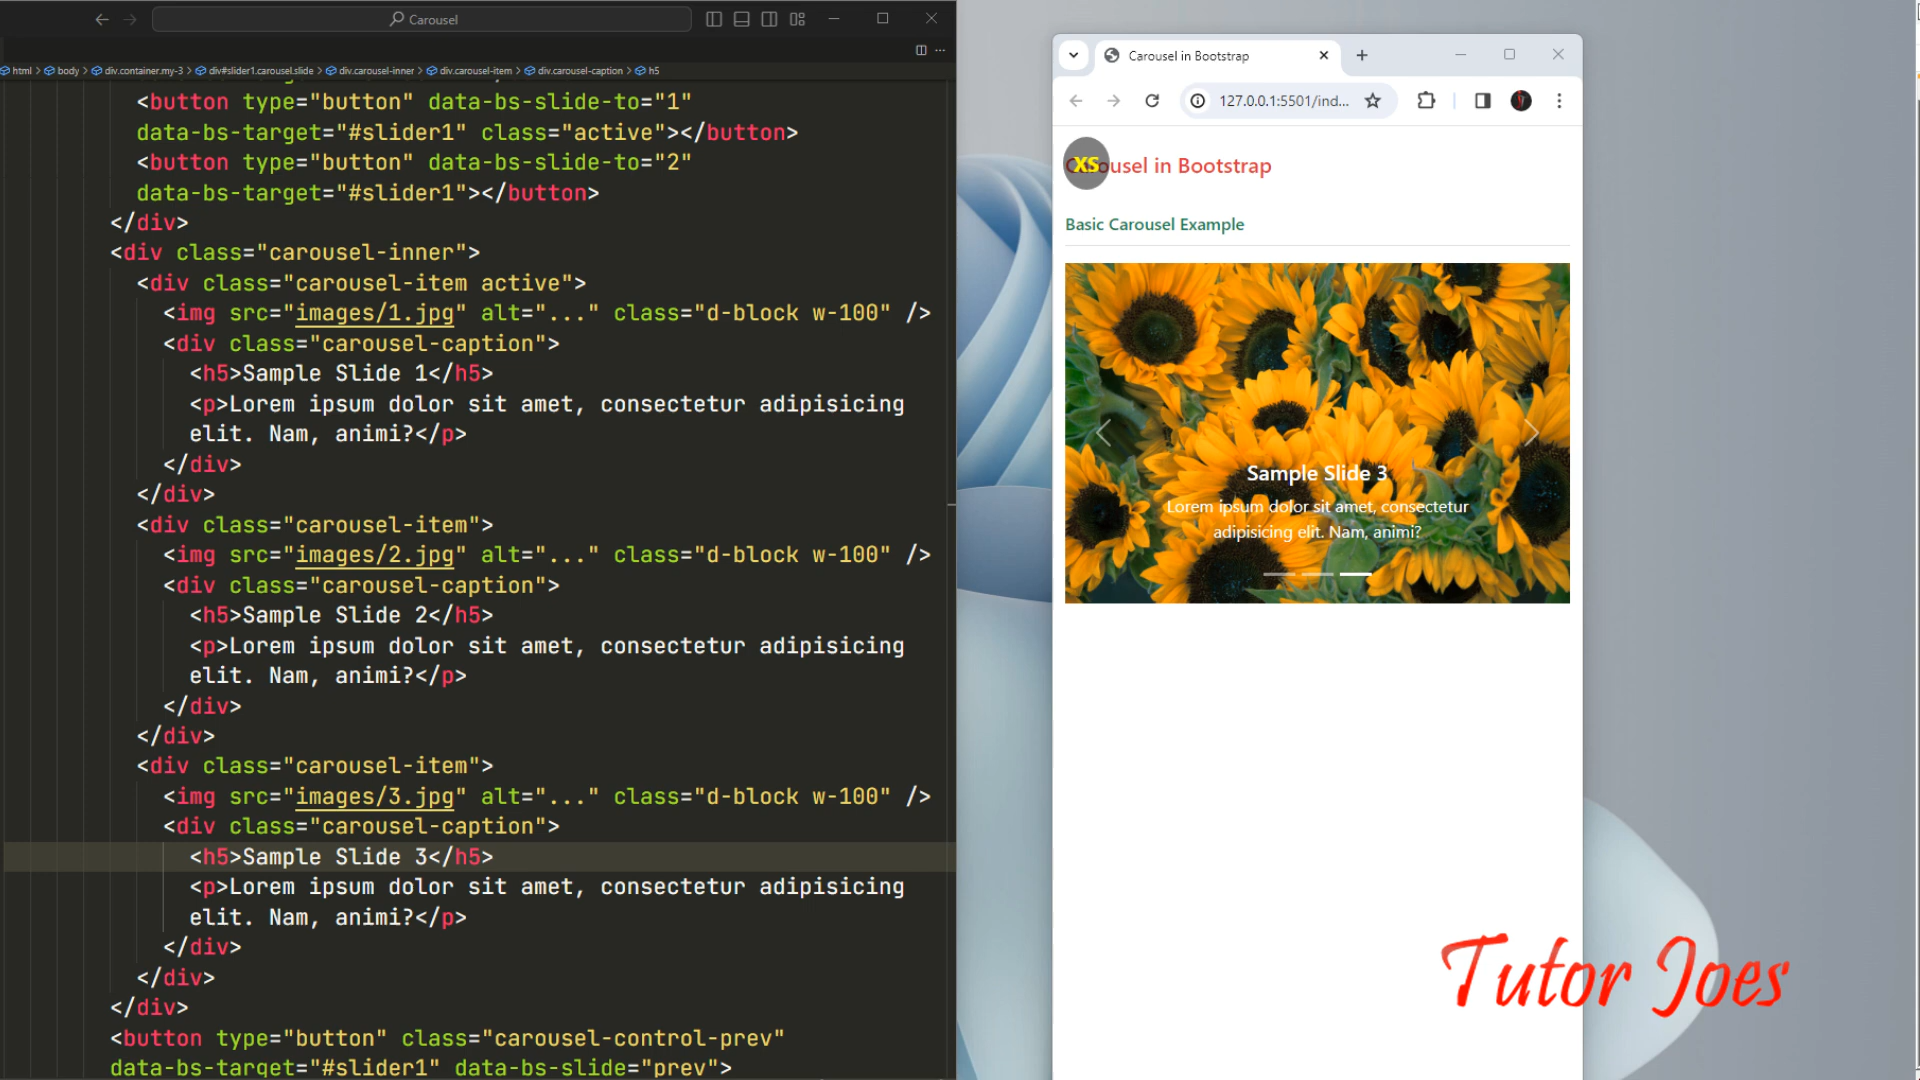 Carousel
html > body > div.container.my-3 > div#slider1.carousel.slide > div.carousel-inner > div.carousel-item > div.carousel-caption > h5
<button type="button" data-bs-slide-to="1"
data-bs-target="#slider1" class="active"></button>
<button type="button" data-bs-slide-to="2"
data-bs-target="#slider1"></button>
</div>
<div class="carousel-inner">
<div class="carousel-item active">
<img src="images/1.jpg" alt="..." class="d-block w-100" />
<div class="carousel-caption">
<h5>Sample Slide 1</h5>
<p>Lorem ipsum dolor sit amet, consectetur adipisicing
elit. Nam, animi?</p>
</div>
</div>
<div class="carousel-item">
<img src="images/2.jpg" alt="..." class="d-block w-100" />
<div class="carousel-caption">
<h5>Sample Slide 2</h5>
<p>Lorem ipsum dolor sit amet, consectetur adipisicing
elit. Nam, animi?</p>
</div>
</div>
<div class="carousel-item">
<img src="images/3.jpg" alt="..." class="d-block w-100" />
<div class="carousel-caption">
<h5>Sample Slide 3</h5>
<p>Lorem ipsum dolor sit amet, consectetur adipisicing
elit. Nam, animi?</p>
</div>
</div>
</div>
<button type="button" class="carousel-control-prev"
data-bs-target="#slider1" data-bs-slide="prev">
Carousel in Bootstrap
127.0.0.1:5501/ind...
XS
Carousel in Bootstrap
Basic Carousel Example
Sample Slide 3
Lorem ipsum dolor sit amet, consectetur
adipisicing elit. Nam, animi?
Tutor Joes